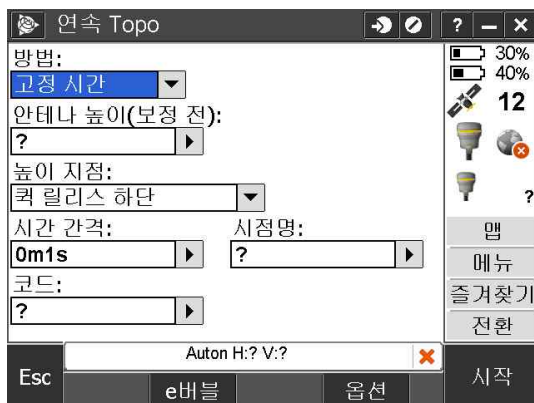 연속 Topo
? – ×
방법:
고정 시간
안테나 높이(보정 전):
?
높이 지점:
퀵 릴리스 하단
시간 간격: 시점명:
0m1s ?
코드:
?
30%
40%
12
?
맵
메뉴
즐겨찾기
전환
Auton H:? V:?
Esc e버블 옵션 시작